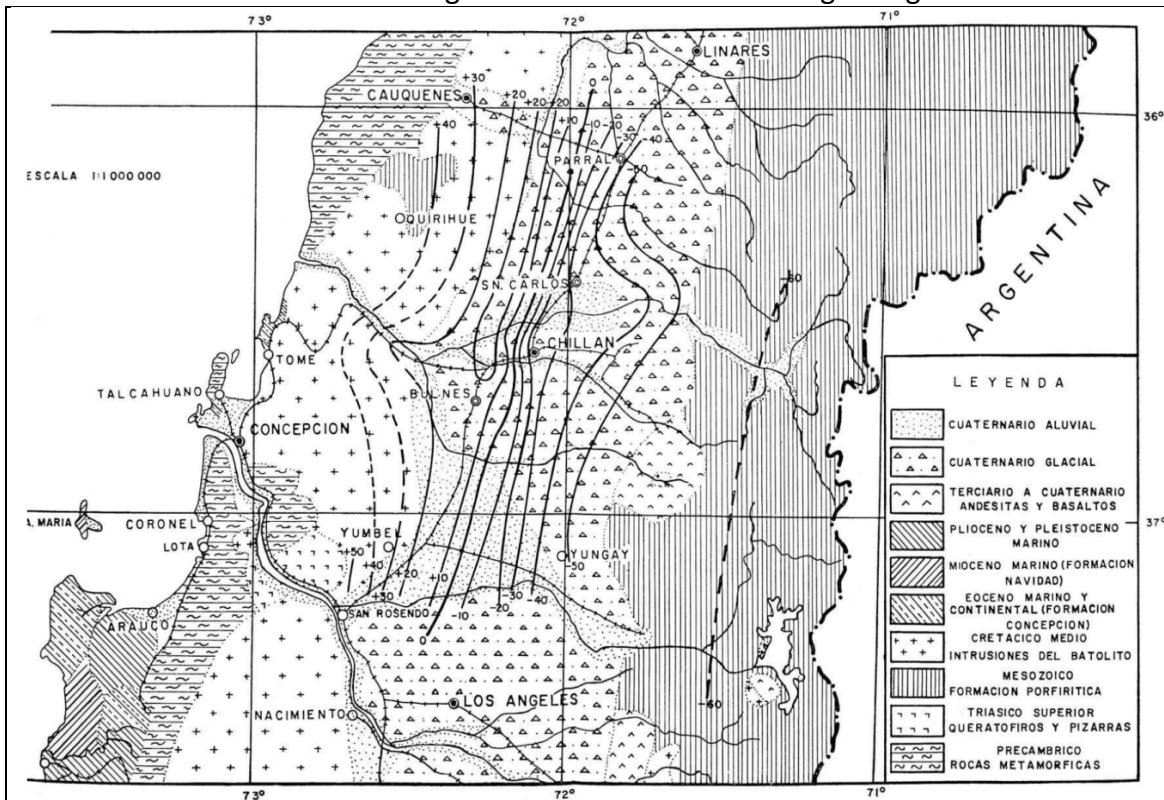 73°
72°
71°
LINARES
+30
CAUQUENES
+20
+20
+20
0
36°
+40
+10
-10
-20
-30
-40
PARRAL
-50
ESCALA 1:1 000 000
QUIRIHUE
ARGENTINA
SN. CARLOS
-60
TOME
CHILLAN
TALCAHUANO
BULNES
CONCEPCION
LEYENDA
CUATERNARIO ALUVIAL
CUATERNARIO GLACIAL
TERCIARIO A CUATERNARIO
ANDESITAS Y BASALTOS
A. MARIA
CORONEL
LOTA
YUMBEL
37°
PLIOCENO Y PLEISTOCENO
MARINO
+50
+40
+20
+10
YUNGAY
-50
MIOCENO MARINO (FORMACION
NAVIDAD)
+30
-30
-40
-20
-10
0
ARAUCO
SAN ROSENDO
EOCENO MARINO Y
CONTINENTAL (FORMACION
CONCEPCION)
CRETACICO MEDIO
INTRUSIONES DEL BATOLITO
MESOZOICO
FORMACION PORFIRITICA
NACIMIENTO
LOS ANGELES
-60
TRIASICO SUPERIOR
QUERATOFIROS Y PIZARRAS
PRECAMBRICO
ROCAS METAMORFICAS
73°
72°
71°